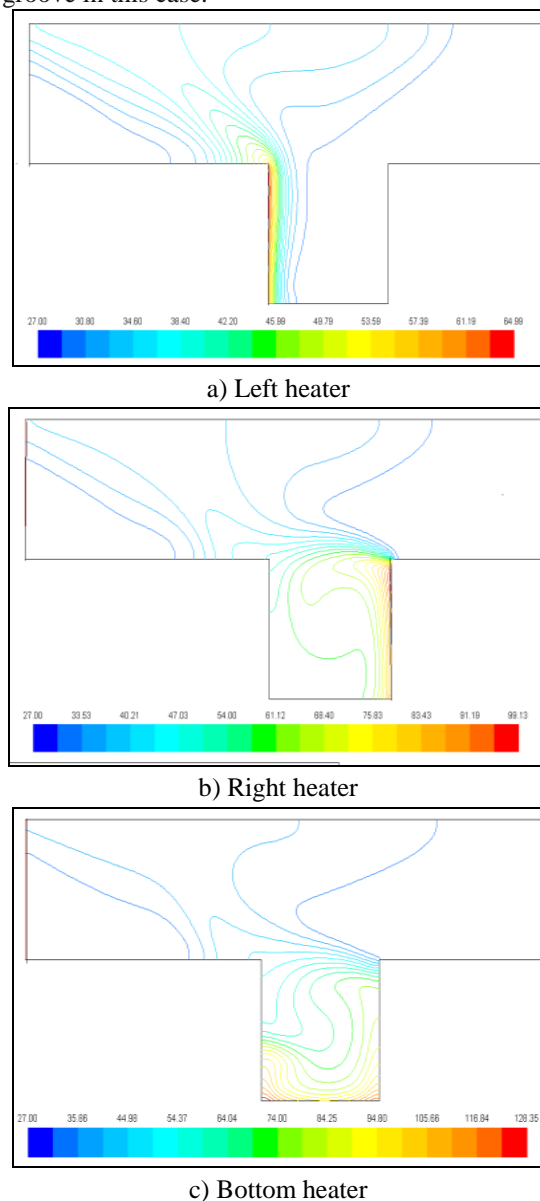 groove in this case.
27.00 30.80 34.60 38.40 42.20 45.99 49.79 53.59 57.39 61.19 64.99
a) Left heater
27.00 33.53 40.21 47.03 54.00 61.12 68.40 75.83 83.43 91.19 99.13
b) Right heater
27.00 35.86 44.98 54.37 64.04 74.00 84.25 94.80 105.66 116.84 128.35
c) Bottom heater